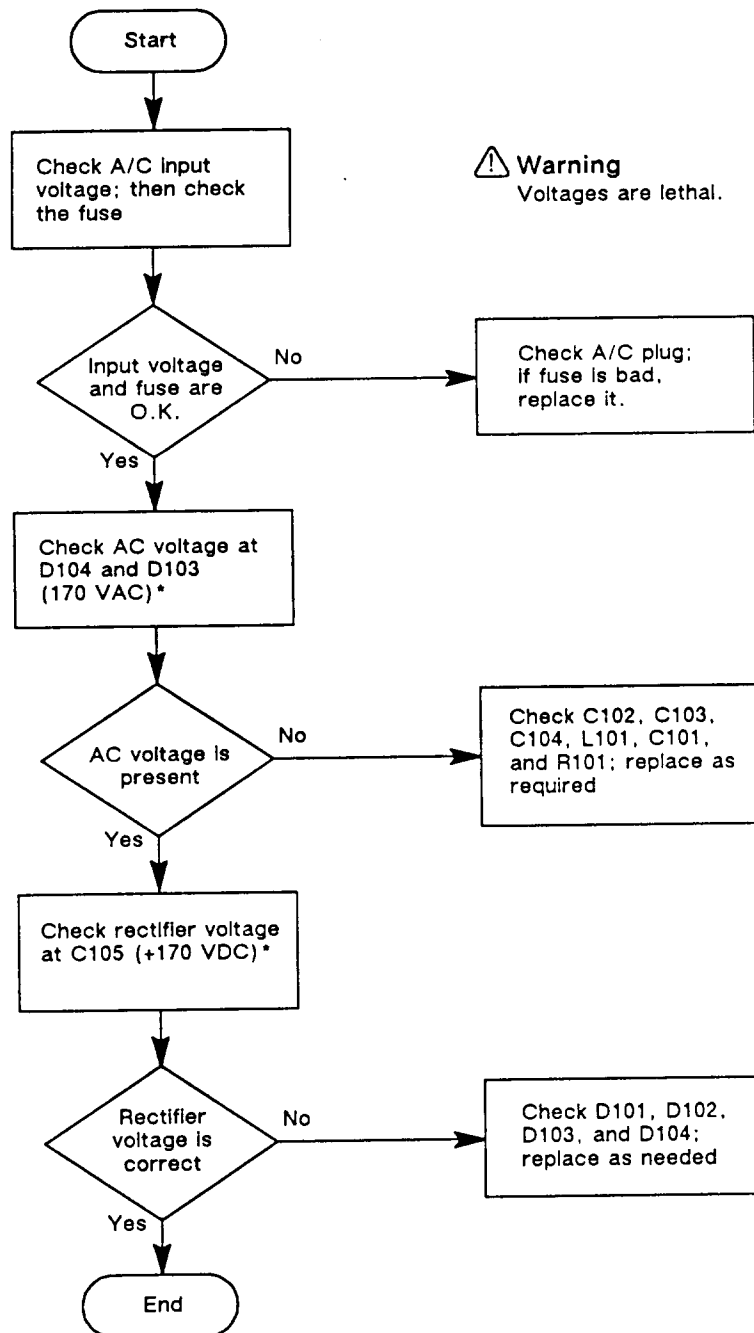 Start
Check A/C input
voltage; then check
the fuse
Warning
Voltages are lethal.
Input voltage
and fuse are
O.K.
No
Check A/C plug;
if fuse is bad,
replace it.
Yes
Check AC voltage at
D104 and D103
(170 VAC)*
AC voltage is
present
No
Check C102, C103,
C104, L101, C101,
and R101; replace as
required
Yes
Check rectifier voltage
at C105 (+170 VDC)*
Rectifier
voltage is
correct
No
Check D101, D102,
D103, and D104;
replace as needed
Yes
End